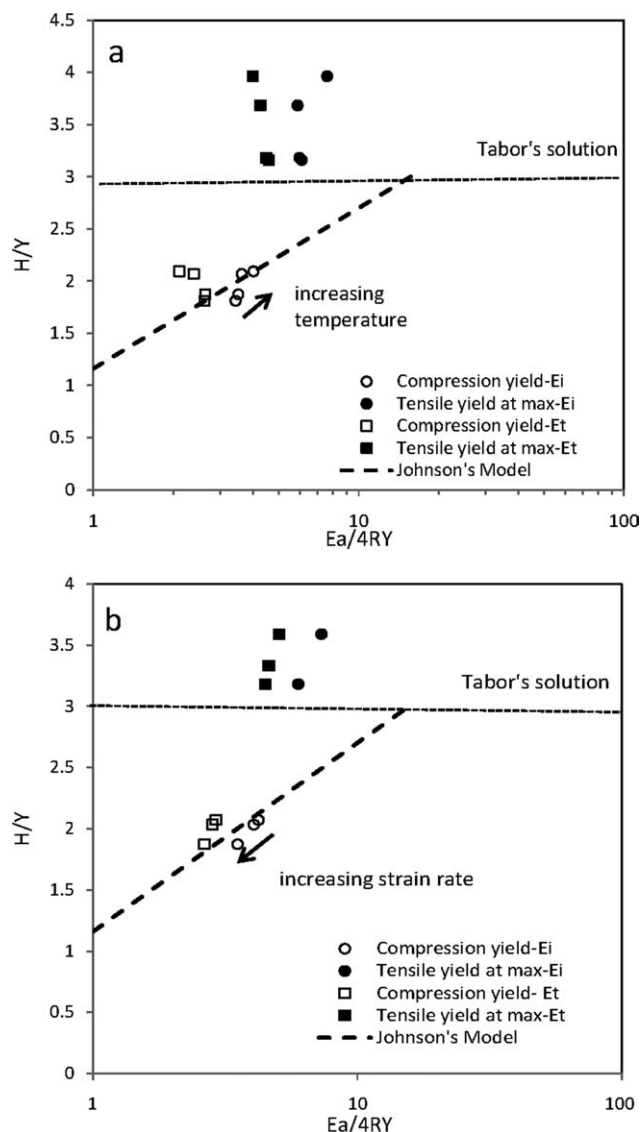 4.5
a
4
3.5
Tabor's solution
3
2.5
H/Y
2
increasing
temperature
1.5
1
Compression yield-Ei
Tensile yield at max-Ei
Compression yield-Et
0.5
Tensile yield at max-Et
Johnson's Model
0
1
10
100
Ea/4RY
4
b
3.5
Tabor's solution
3
2.5
H/Y
2
increasing strain rate
1.5
1
Compression yield-Ei
Tensile yield at max-Ei
Compression yield- Et
0.5
Tensile yield at max-Et
Johnson's Model
0
1
10
100
Ea/4RY